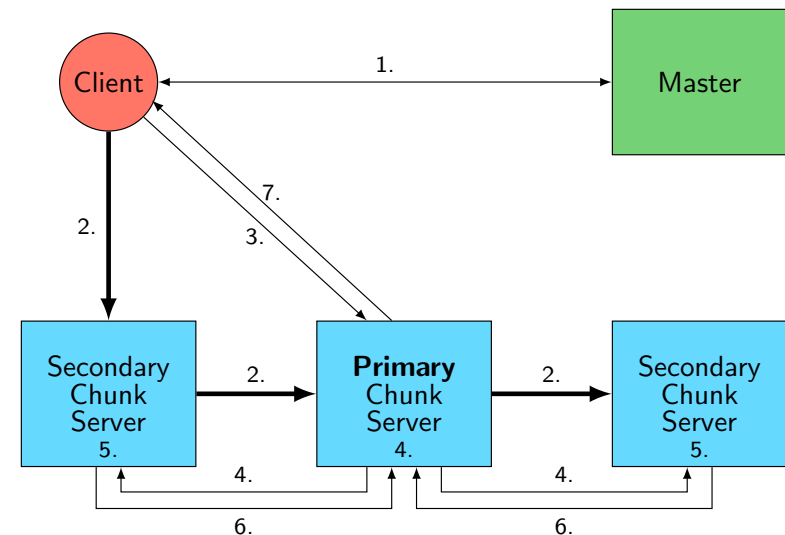 1.
Client
Master
7.
2.
3.
Secondary
Chunk
Server
5.
2.
Primary
Chunk
Server
4.
2.
Secondary
Chunk
Server
5.
4.
4.
6.
6.